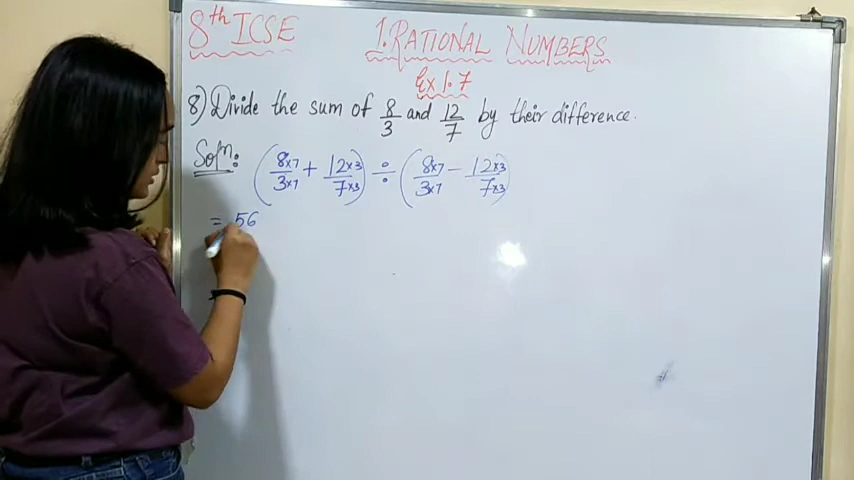 8th ICSE 1. RATIONAL NUMBERS
Ex 1.7
8) Divide the sum of 8/3 and 12/7 by their difference.
Soln: (8×7/3×7 + 12×3/7×3) ÷ (8×7/3×7 − 12×3/7×3)
= 56